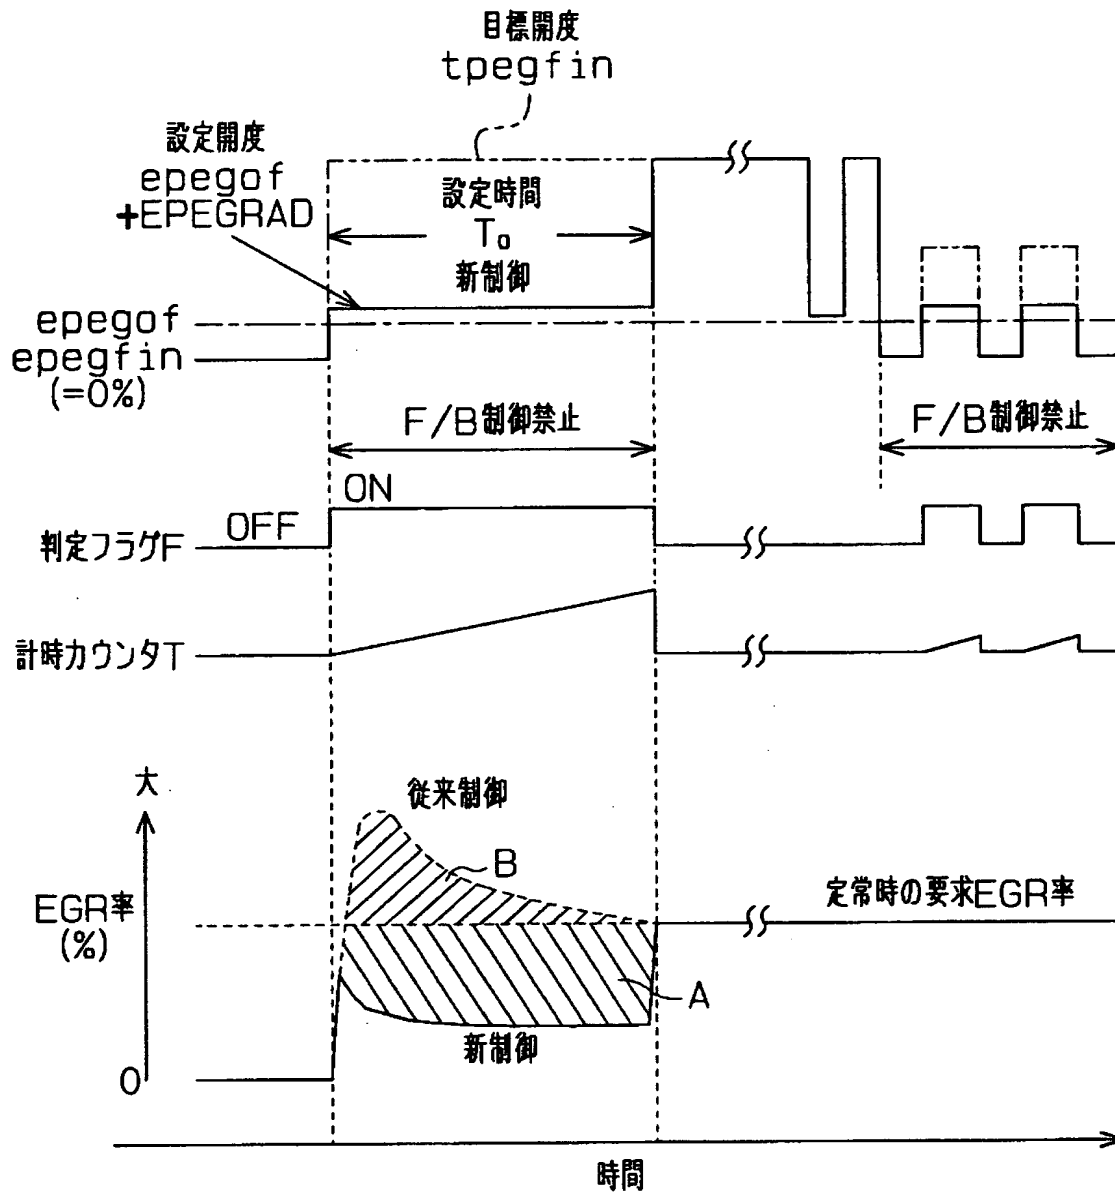 目標開度
tpegfin
設定開度
epegof
+EPEGRAD
設定時間
T₀
新制御
epegof
epegfin
(=0%)
F/B制御禁止
F/B制御禁止
ON
OFF
判定フラグF
計時カウンタT
大
従来制御
B
EGR率
(%)
定常時の要求EGR率
A
新制御
0
時間